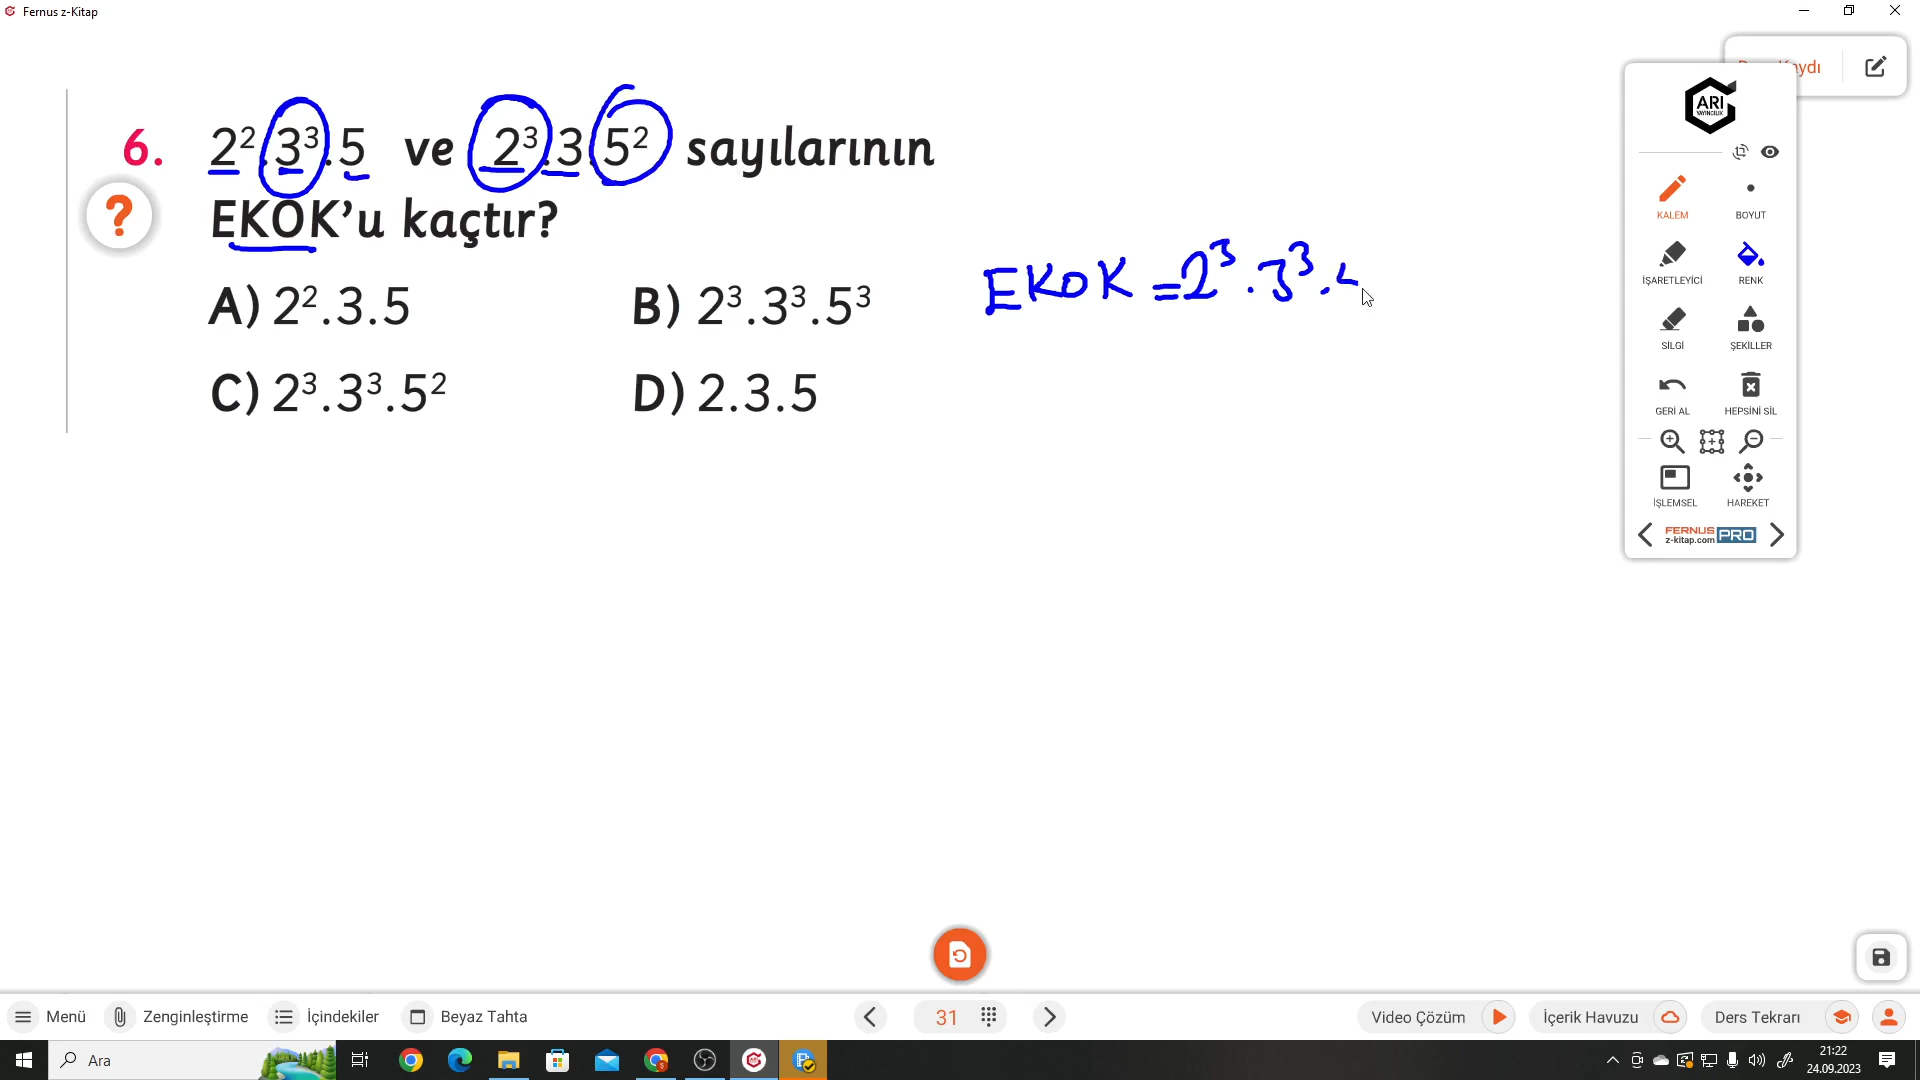 Fernus z-Kitap
6. 2².3³.5 ve 2³.3.5² sayılarının
?
EKOK’u kaçtır?
A) 2².3.5
B) 2³.3³.5³
C) 2³.3³.5²
D) 2.3.5
EKOK = 2³.3³.
ARI
YAYINCILIK
KALEM
BOYUT
İŞARETLEYİCİ
RENK
SİLGİ
ŞEKİLLER
GERİ AL
HEPSİNİ SİL
İŞLEMSEL
HAREKET
FERNUS
z-kitap.com PRO
Menü
Zenginleştirme
İçindekiler
Beyaz Tahta
31
Video Çözüm
İçerik Havuzu
Ders Tekrarı
Ara
21:22
24.09.2023